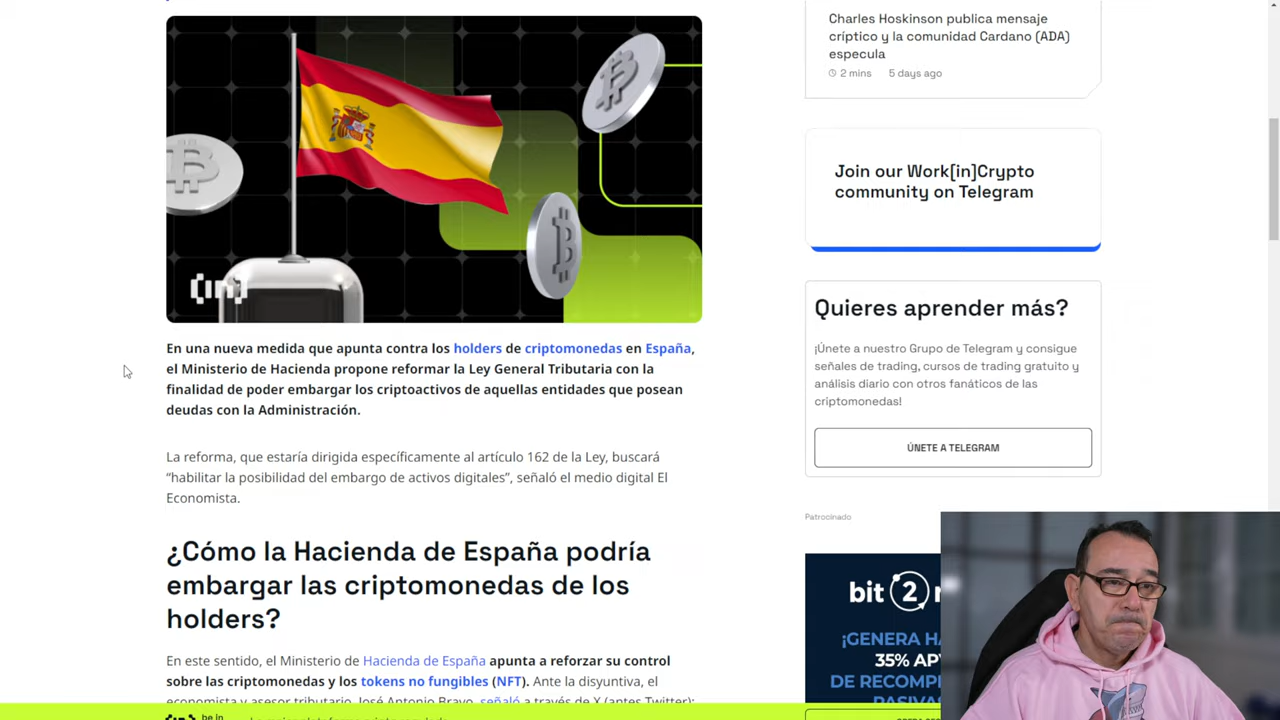 Charles Hoskinson publica mensaje
críptico y la comunidad Cardano (ADA)
especula
2 mins 5 days ago
Join our Work[in]Crypto
community on Telegram
Quieres aprender más?
¡Únete a nuestro Grupo de Telegram y consigue
señales de trading, cursos de trading gratuito y
análisis diario con otros fanáticos de las
criptomonedas!
ÚNETE A TELEGRAM
Patrocinado
bit2
¡GENERA
35% AP
DE RECOMP
PASIVA
En una nueva medida que apunta contra los holders de criptomonedas en España,
el Ministerio de Hacienda propone reformar la Ley General Tributaria con la
finalidad de poder embargar los criptoactivos de aquellas entidades que posean
deudas con la Administración.
La reforma, que estaría dirigida específicamente al artículo 162 de la Ley, buscará
“habilitar la posibilidad del embargo de activos digitales”, señaló el medio digital El
Economista.
¿Cómo la Hacienda de España podría
embargar las criptomonedas de los
holders?
En este sentido, el Ministerio de Hacienda de España apunta a reforzar su control
sobre las criptomonedas y los tokens no fungibles (NFT). Ante la disyuntiva, el
economista y asesor tributario, José Antonio Bravo, señaló a través de X (antes Twitter):
be in